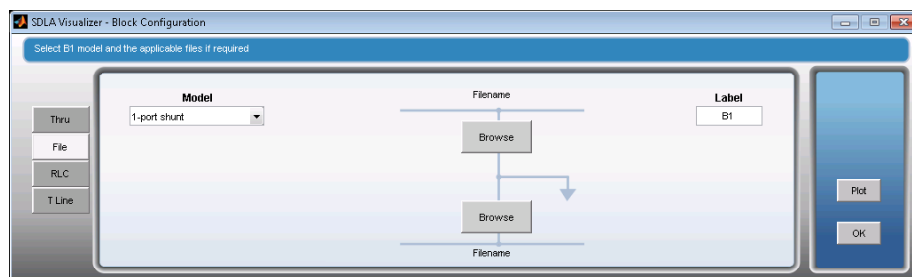 SDLA Visualizer - Block Configuration
Select B1 model and the applicable files if required
Thru
File
RLC
T Line
Model
1-port shunt
Filename
Browse
Browse
Filename
Label
B1
Plot
OK